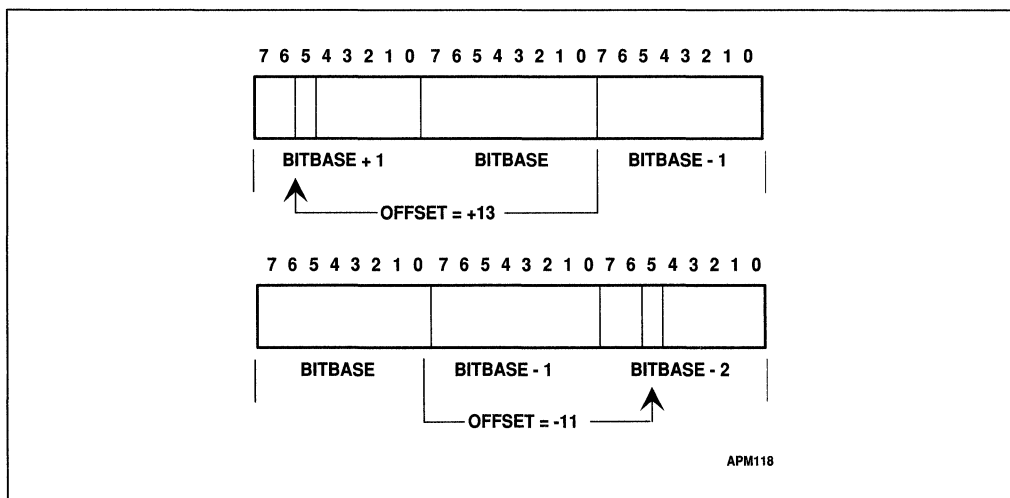 7 6 5 4 3 2 1 0 7 6 5 4 3 2 1 0 7 6 5 4 3 2 1 0
BITBASE + 1 BITBASE BITBASE - 1
OFFSET = +13
7 6 5 4 3 2 1 0 7 6 5 4 3 2 1 0 7 6 5 4 3 2 1 0
BITBASE BITBASE - 1 BITBASE - 2
OFFSET = -11
APM118